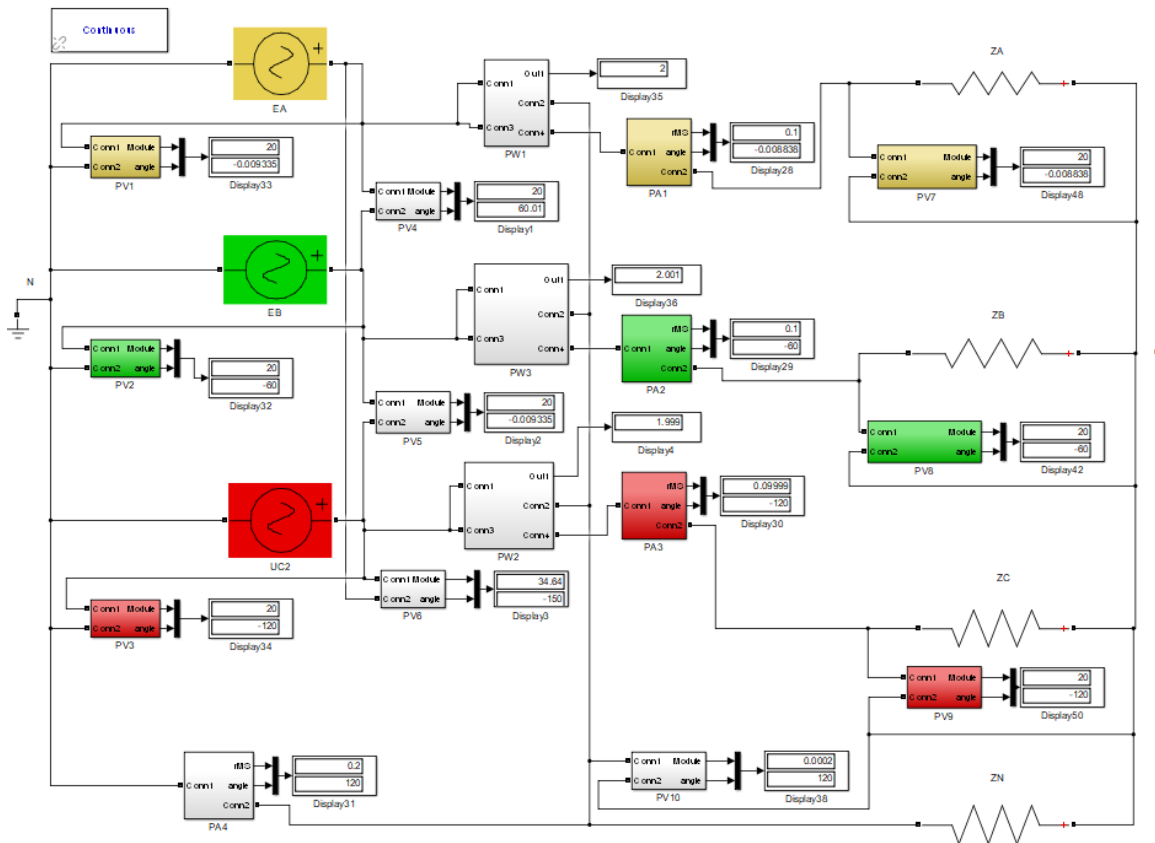 Continuous
EA
Conn1
Conn3
Out1
Conn2
Conn4
PW1
2
Display35
ZA
Conn1
Conn2
Module
angle
PV1
20
-0.009335
Display33
Conn1
rMS
angle
Conn2
PA1
0.1
-0.008838
Display28
Conn1
Conn2
Module
angle
PV7
20
-0.008838
Display48
Conn1
Conn2
Module
angle
PV4
20
60.01
Display1
N
EB
Conn1
Conn3
Out1
Conn2
Conn4
PW3
2.001
Display36
ZB
Conn1
Conn2
Module
angle
PV2
20
-60
Display32
Conn1
rMS
angle
Conn2
PA2
0.1
-60
Display29
Conn1
Conn2
Module
angle
PV5
20
-0.009335
Display2
1.999
Display4
Conn1
Conn2
Module
angle
PV8
20
-60
Display42
UC2
Conn1
Conn3
Out1
Conn2
Conn4
PW2
Conn1
rMS
angle
Conn2
PA3
0.09999
-120
Display30
Conn1
Conn2
Module
angle
PV6
34.64
-150
Display3
ZC
Conn1
Conn2
Module
angle
PV3
20
-120
Display34
Conn1
Conn2
Module
angle
PV9
20
-120
Display50
Conn1
rMS
angle
Conn2
PA4
0.2
120
Display31
Conn1
Conn2
Module
angle
PV10
0.0002
120
Display38
ZN